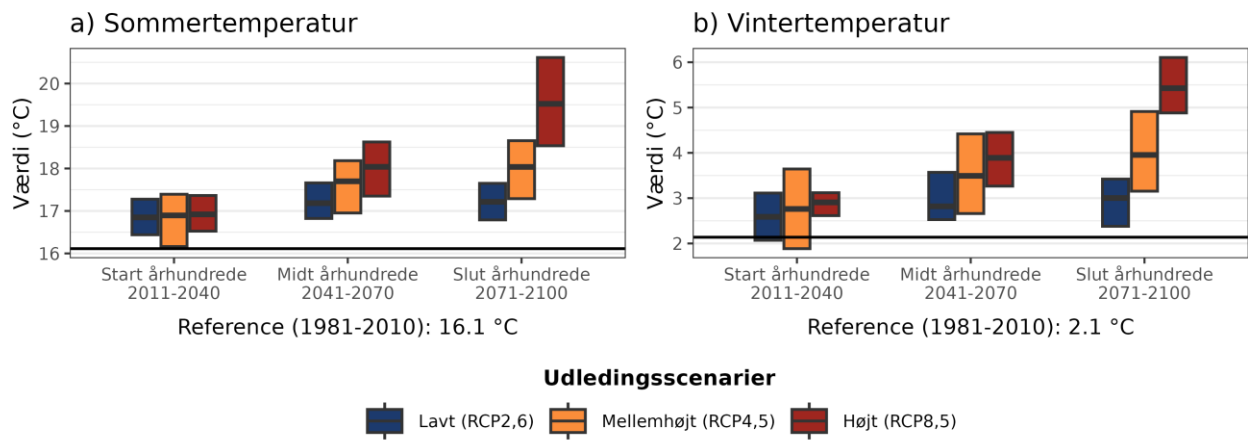 a) Sommertemperatur
Værdi (°C)
20
19
18
17
16
Start århundrede
2011-2040
Midt århundrede
2041-2070
Slut århundrede
2071-2100
Reference (1981-2010): 16.1 °C
b) Vintertemperatur
Værdi (°C)
6
5
4
3
2
Start århundrede
2011-2040
Midt århundrede
2041-2070
Slut århundrede
2071-2100
Reference (1981-2010): 2.1 °C
Udledingsscenarier
Lavt (RCP2,6)
Mellemhøjt (RCP4,5)
Højt (RCP8,5)